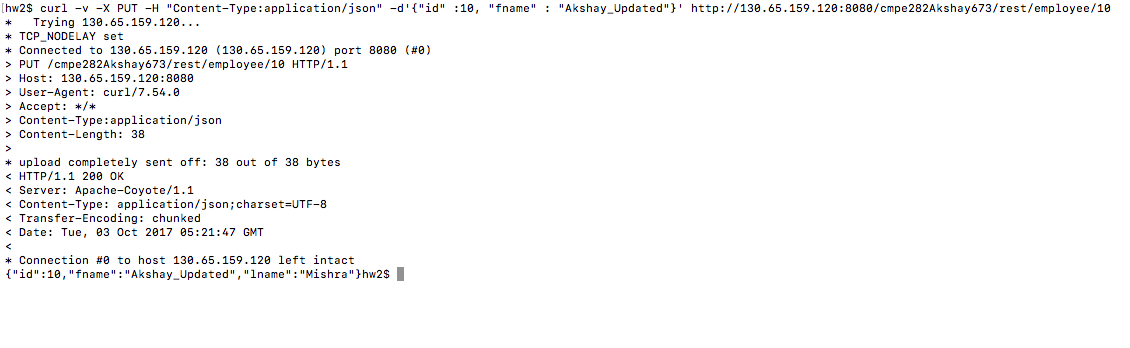 hw2$ curl -v -X PUT -H "Content-Type:application/json" -d'{"id" :10, "fname" : "Akshay_Updated"}' http://130.65.159.120:8080/cmpe282Akshay673/rest/employee/10
*   Trying 130.65.159.120...
* TCP_NODELAY set
* Connected to 130.65.159.120 (130.65.159.120) port 8080 (#0)
> PUT /cmpe282Akshay673/rest/employee/10 HTTP/1.1
> Host: 130.65.159.120:8080
> User-Agent: curl/7.54.0
> Accept: */*
> Content-Type:application/json
> Content-Length: 38
>
* upload completely sent off: 38 out of 38 bytes
< HTTP/1.1 200 OK
< Server: Apache-Coyote/1.1
< Content-Type: application/json;charset=UTF-8
< Transfer-Encoding: chunked
< Date: Tue, 03 Oct 2017 05:21:47 GMT
<
* Connection #0 to host 130.65.159.120 left intact
{"id":10,"fname":"Akshay_Updated","lname":"Mishra"}hw2$